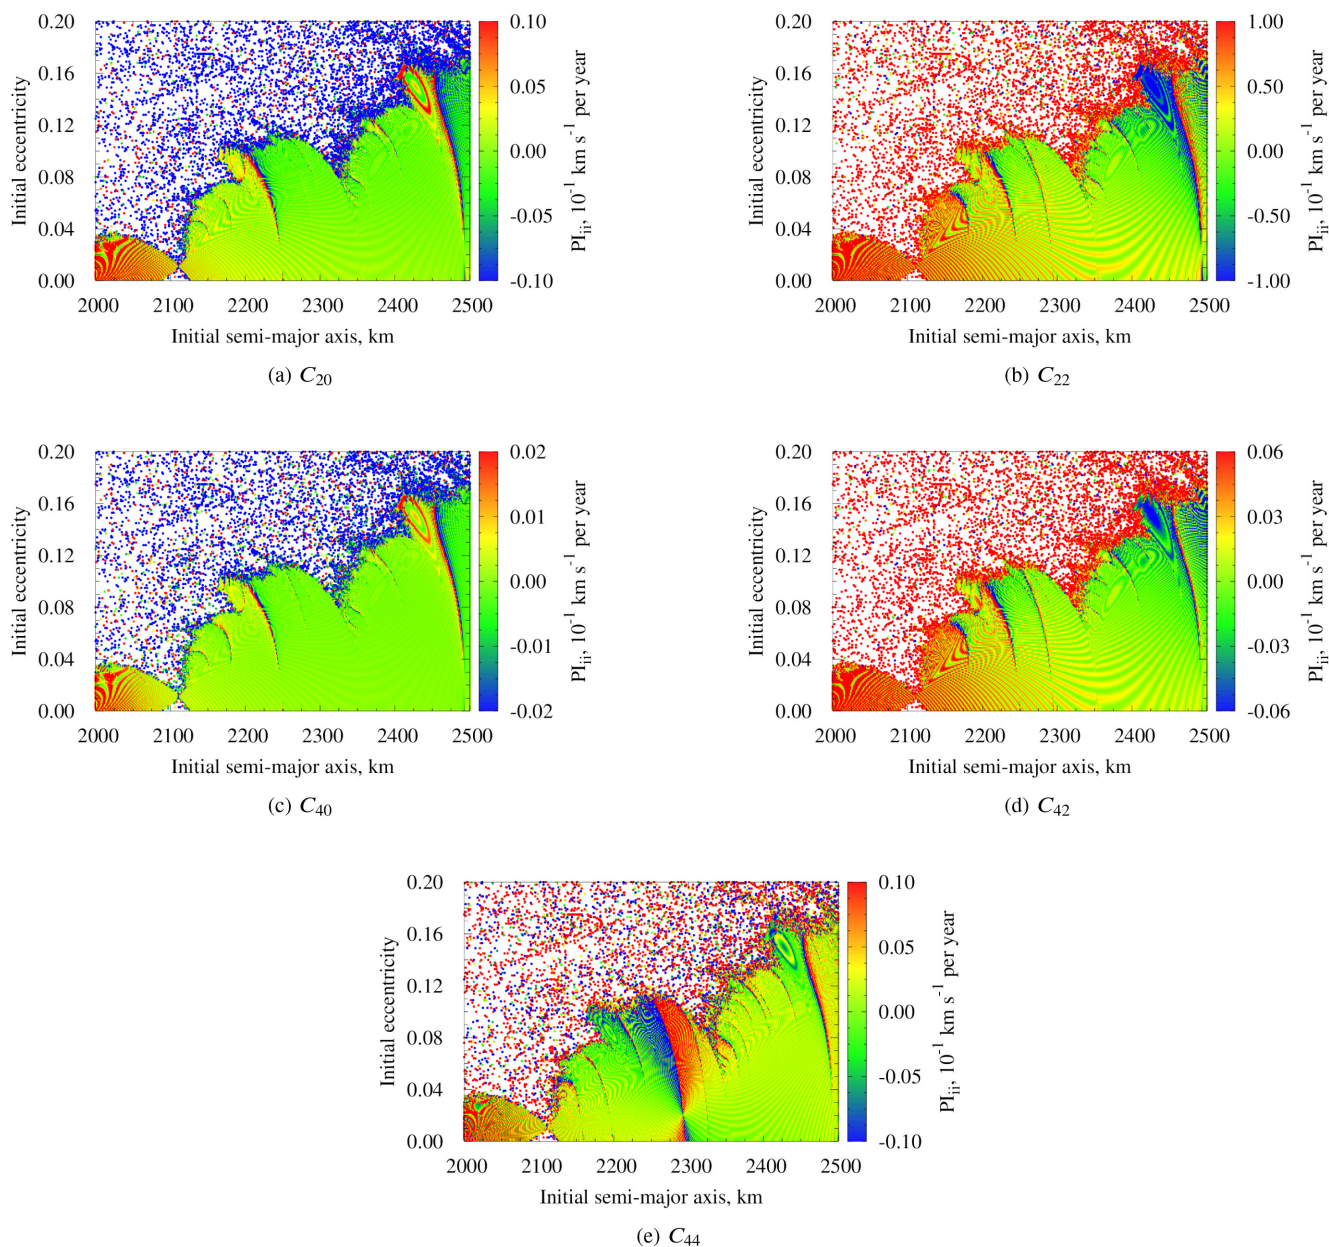 0.20
0.16
0.12
0.08
0.04
0.00
Initial eccentricity
2000 2100 2200 2300 2400 2500
Initial semi-major axis, km
0.10
0.05
0.00
-0.05
-0.10
PI_ii, 10^-1 km s^-1 per year
(a) C_20
0.20
0.16
0.12
0.08
0.04
0.00
Initial eccentricity
2000 2100 2200 2300 2400 2500
Initial semi-major axis, km
1.00
0.50
0.00
-0.50
-1.00
PI_ii, 10^-1 km s^-1 per year
(b) C_22
0.20
0.16
0.12
0.08
0.04
0.00
Initial eccentricity
2000 2100 2200 2300 2400 2500
Initial semi-major axis, km
0.02
0.01
0.00
-0.01
-0.02
PI_ii, 10^-1 km s^-1 per year
(c) C_40
0.20
0.16
0.12
0.08
0.04
0.00
Initial eccentricity
2000 2100 2200 2300 2400 2500
Initial semi-major axis, km
0.06
0.03
0.00
-0.03
-0.06
PI_ii, 10^-1 km s^-1 per year
(d) C_42
0.20
0.16
0.12
0.08
0.04
0.00
Initial eccentricity
2000 2100 2200 2300 2400 2500
Initial semi-major axis, km
0.10
0.05
0.00
-0.05
-0.10
PI_ii, 10^-1 km s^-1 per year
(e) C_44